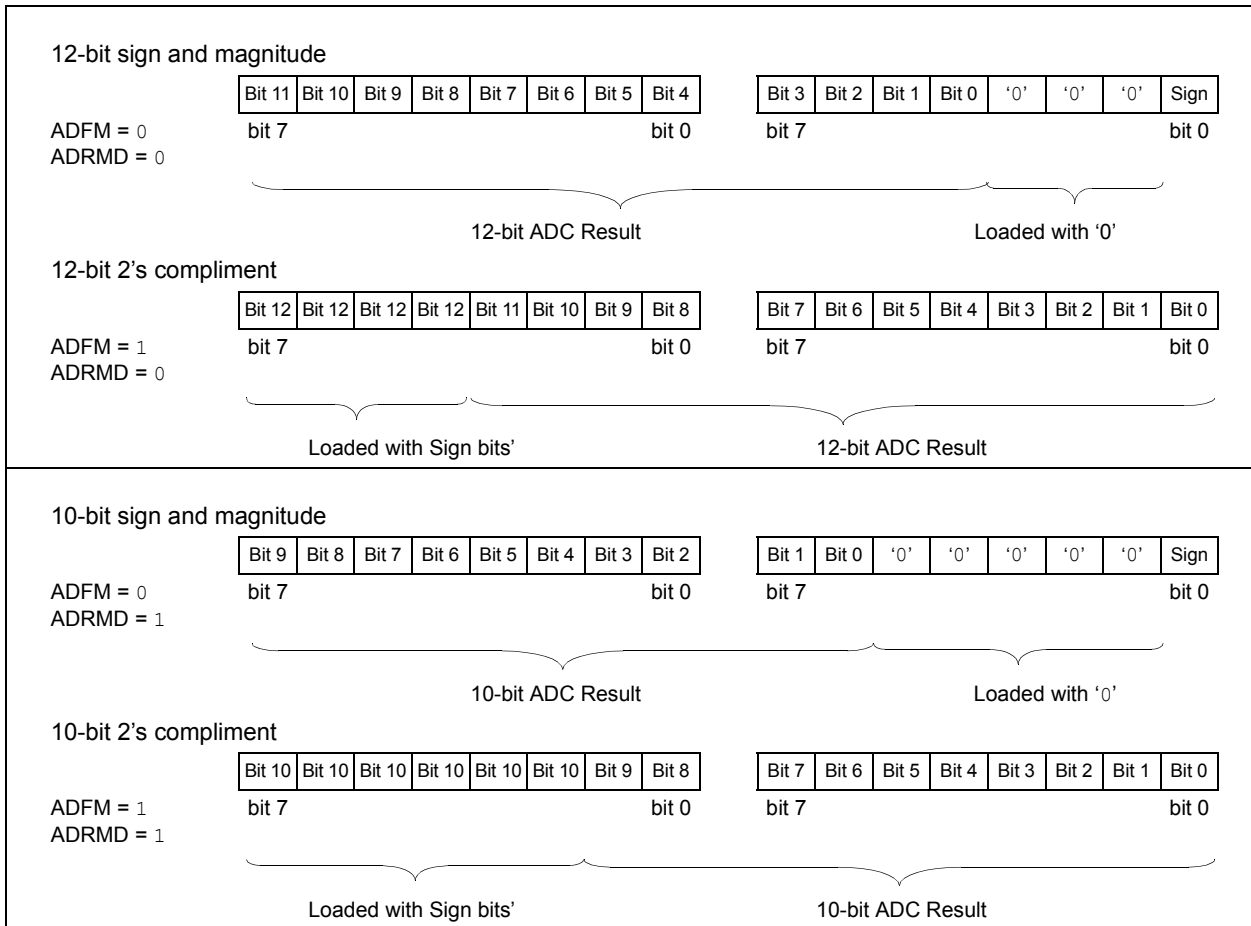 12-bit sign and magnitude
Bit 11 Bit 10 Bit 9 Bit 8 Bit 7 Bit 6 Bit 5 Bit 4 Bit 3 Bit 2 Bit 1 Bit 0 ‘0’ ‘0’ ‘0’ Sign
ADFM = 0 bit 7 bit 0 bit 7 bit 0
ADRMD = 0
12-bit ADC Result Loaded with ‘0’
12-bit 2’s compliment
Bit 12 Bit 12 Bit 12 Bit 12 Bit 11 Bit 10 Bit 9 Bit 8 Bit 7 Bit 6 Bit 5 Bit 4 Bit 3 Bit 2 Bit 1 Bit 0
ADFM = 1 bit 7 bit 0 bit 7 bit 0
ADRMD = 0
Loaded with Sign bits’ 12-bit ADC Result
10-bit sign and magnitude
Bit 9 Bit 8 Bit 7 Bit 6 Bit 5 Bit 4 Bit 3 Bit 2 Bit 1 Bit 0 ‘0’ ‘0’ ‘0’ ‘0’ ‘0’ Sign
ADFM = 0 bit 7 bit 0 bit 7 bit 0
ADRMD = 1
10-bit ADC Result Loaded with ‘0’
10-bit 2’s compliment
Bit 10 Bit 10 Bit 10 Bit 10 Bit 10 Bit 10 Bit 9 Bit 8 Bit 7 Bit 6 Bit 5 Bit 4 Bit 3 Bit 2 Bit 1 Bit 0
ADFM = 1 bit 7 bit 0 bit 7 bit 0
ADRMD = 1
Loaded with Sign bits’ 10-bit ADC Result